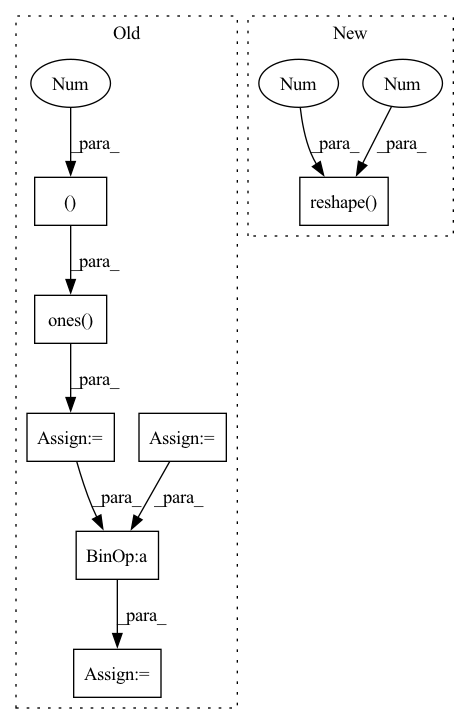 Old
New
Num
Num
Num
_para_
_para_
_para_
()
reshape()
_para_
ones()
_para_
Assign:=
Assign:=
_para_
_para_
BinOp:a
_para_
Assign:=